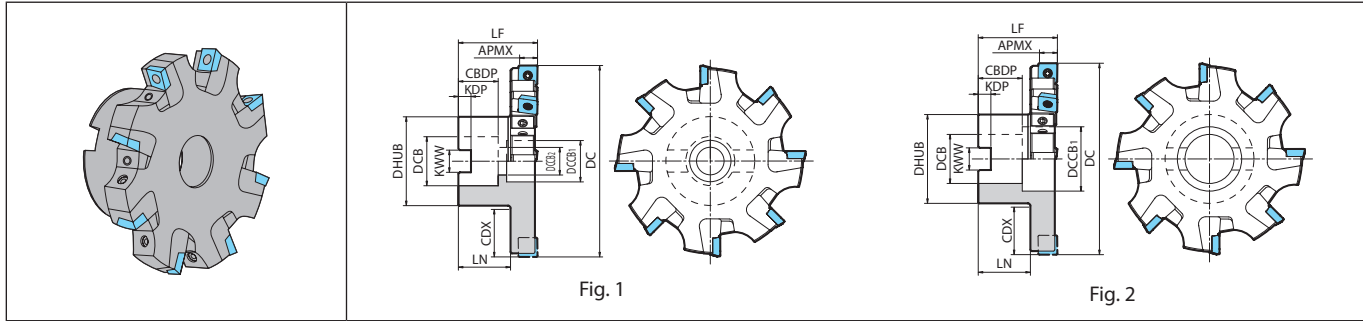 LF
APMX
CBDP
KDP
DHUB
DCB
KWW
DCCB2
DCCB1
DC
CDX
LN
Fig. 1
LF
APMX
CBDP
KDP
DHUB
DCB
KWW
DCCB1
DC
CDX
LN
Fig. 2